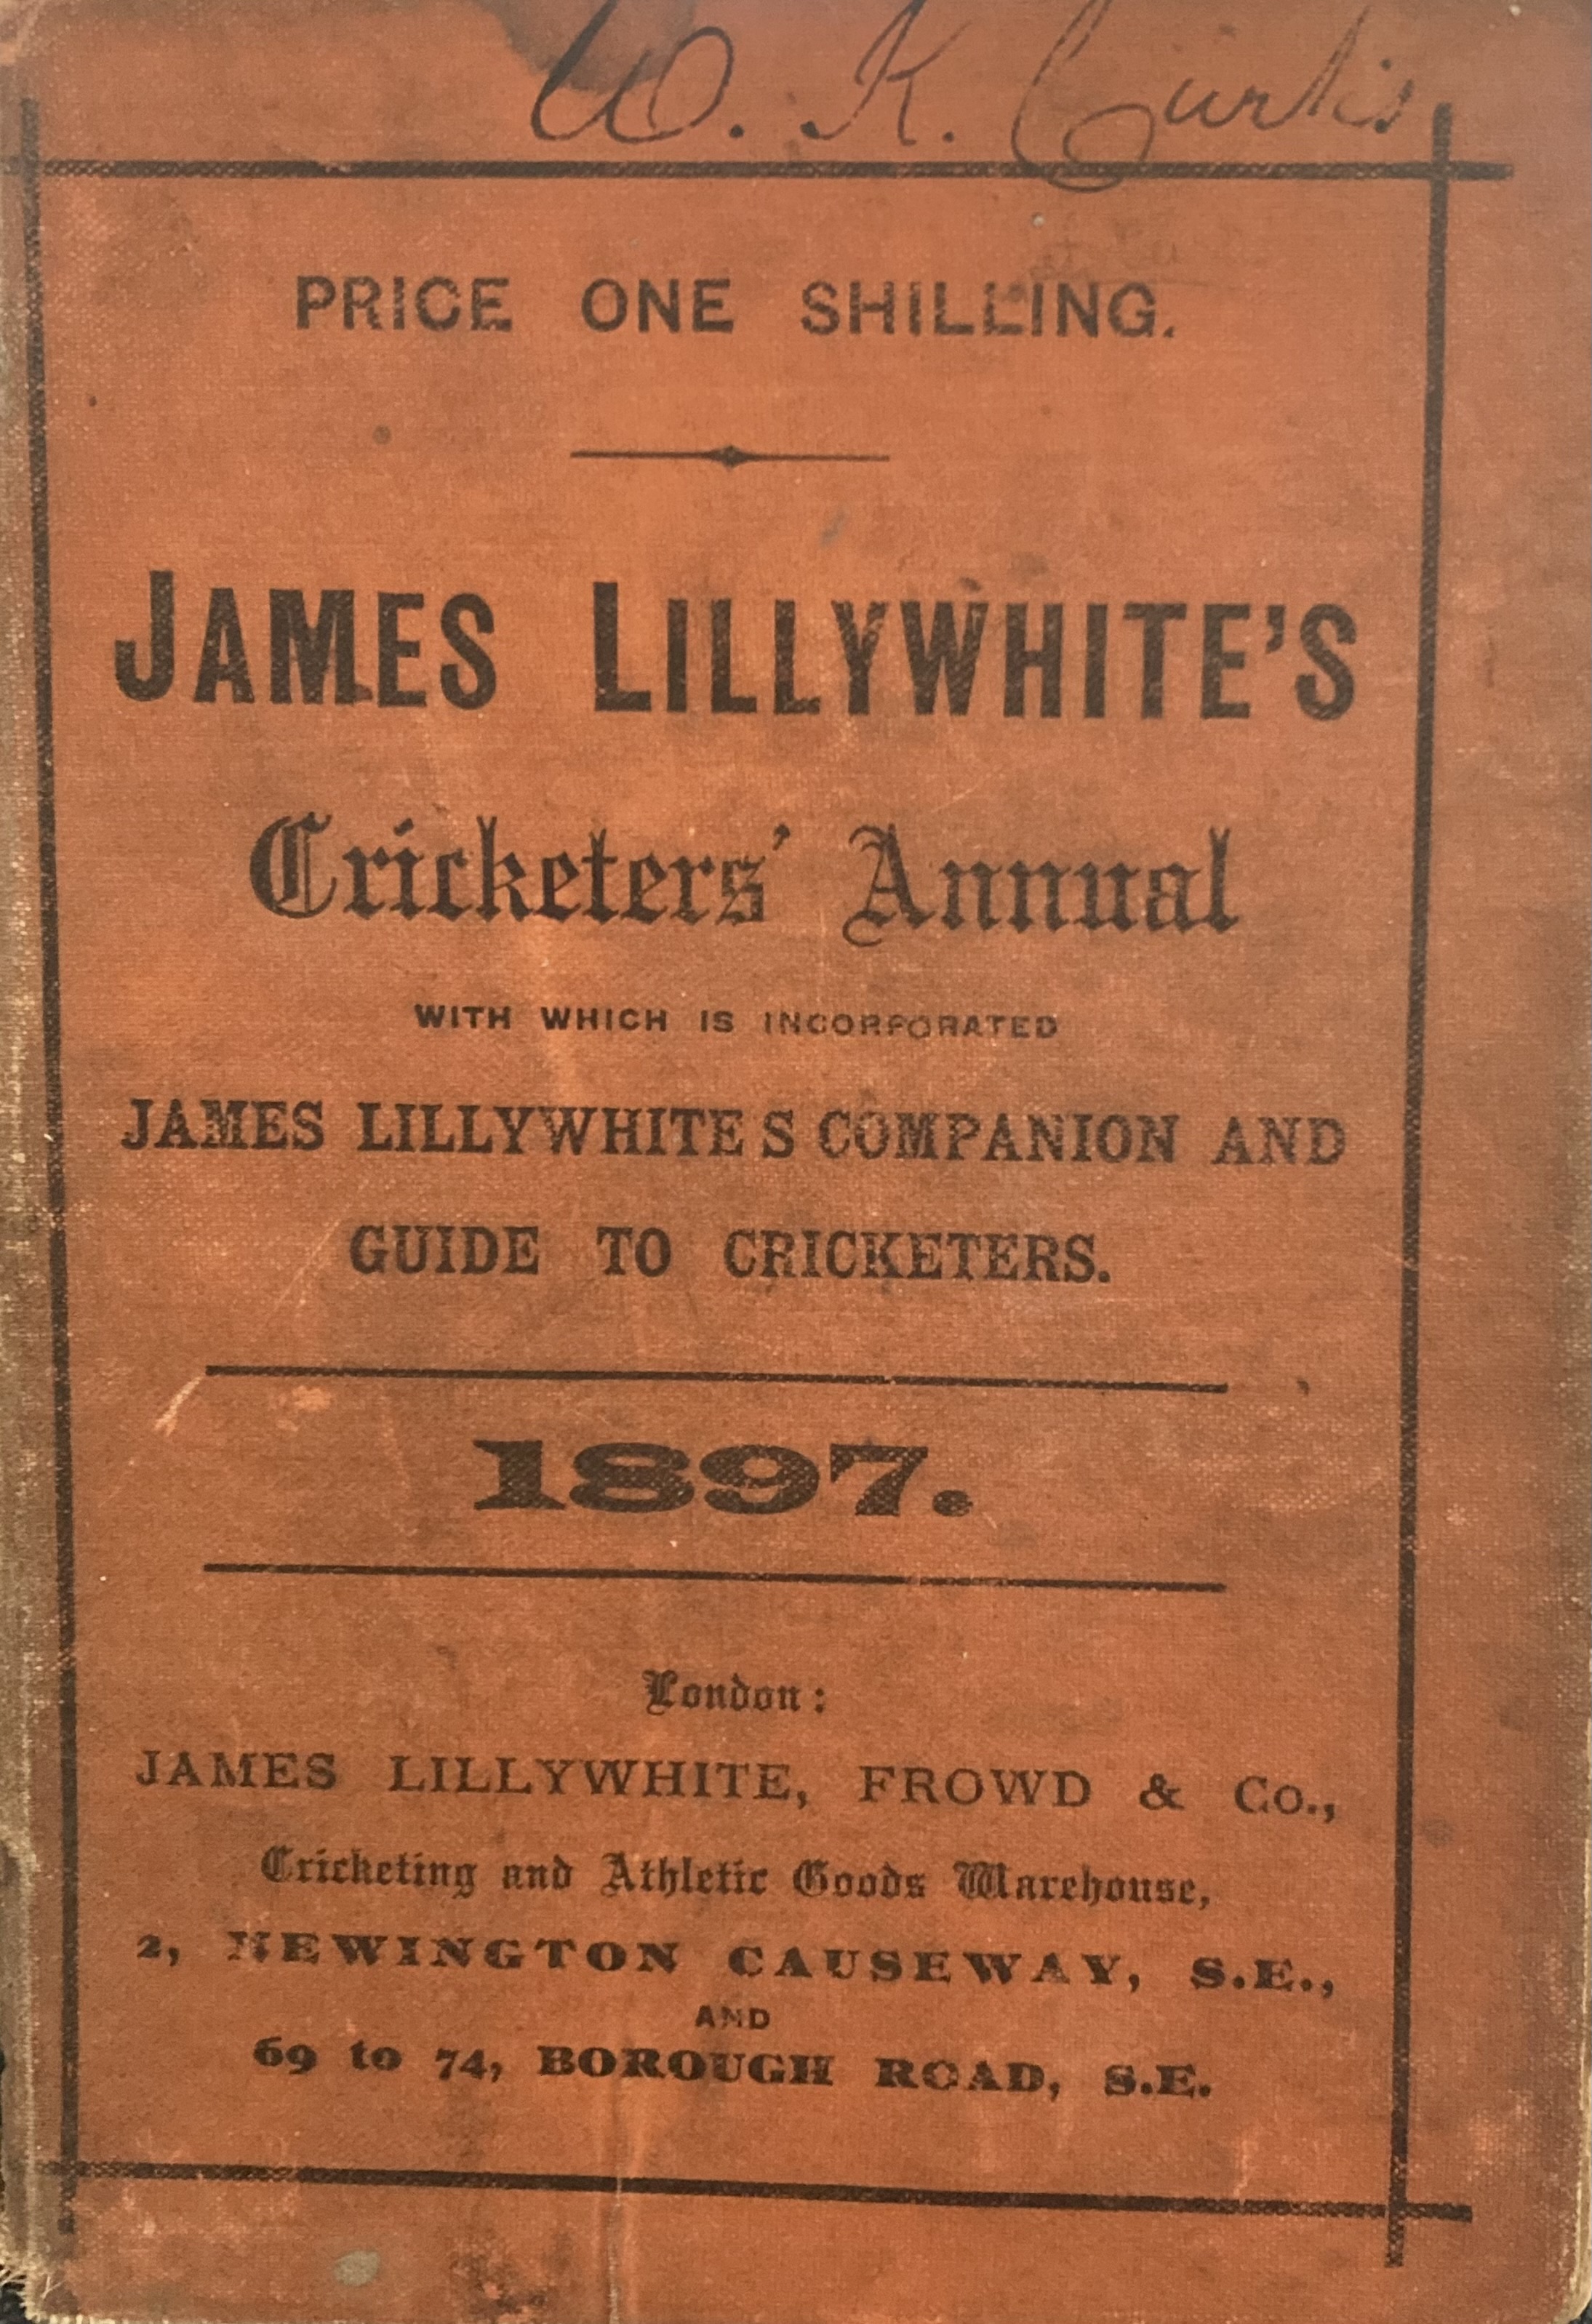 W. K. Curtis
PRICE ONE SHILLING.
JAMES LILLYWHITE'S
Cricketers' Annual
WITH WHICH IS INCORPORATED
JAMES LILLYWHITE S COMPANION AND
GUIDE TO CRICKETERS.
1897.
London:
JAMES LILLYWHITE, FROWD & Co.,
Cricketing and Athletic Goods Warehouse,
2, NEWINGTON CAUSEWAY, S.E.,
AND
69 to 74, BOROUGH ROAD, S.E.